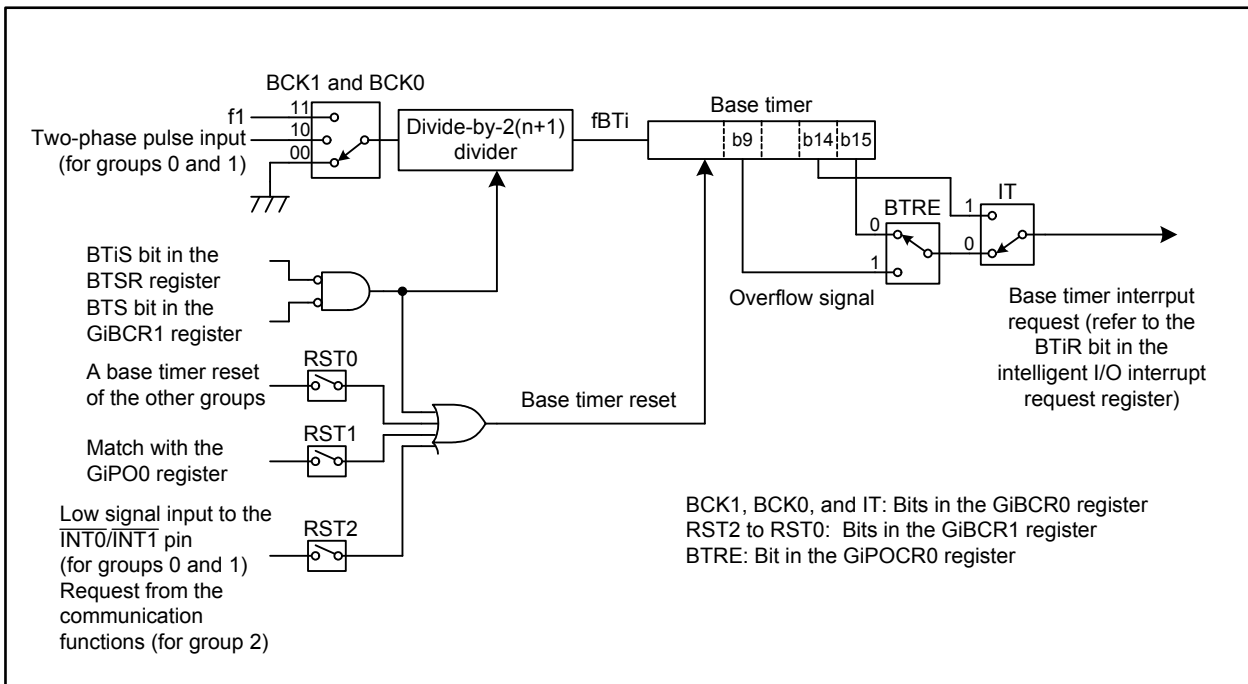 BCK1 and BCK0
f1
11
Two-phase pulse input
(for groups 0 and 1)
10
00
Divide-by-2(n+1)
divider
fBTi
Base timer
b9
b14
b15
BTRE
0
1
IT
1
0
Overflow signal
Base timer interrput
request (refer to the
BTiR bit in the
intelligent I/O interrupt
request register)
BTiS bit in the
BTSR register
BTS bit in the
GiBCR1 register
A base timer reset
of the other groups
RST0
Match with the
GiPO0 register
RST1
Base timer reset
Low signal input to the
INT0/INT1 pin
(for groups 0 and 1)
Request from the
communication
functions (for group 2)
RST2
BCK1, BCK0, and IT: Bits in the GiBCR0 register
RST2 to RST0: Bits in the GiBCR1 register
BTRE: Bit in the GiPOCR0 register